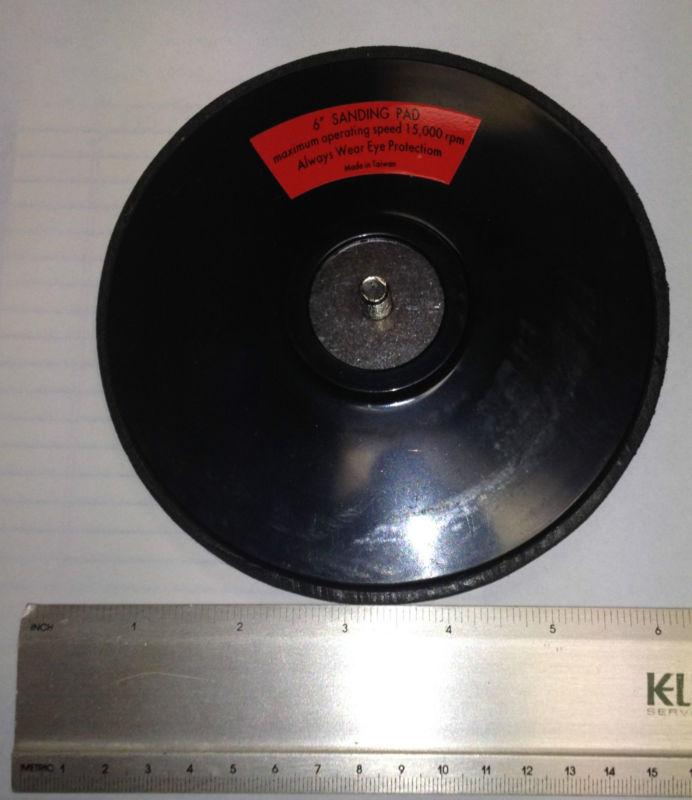 6" SANDING PAD
maximum operating speed 15,000 rpm
Always Wear Eye Protectiom
Made in Taiwan
INCH 1 2 3 4 5 6
K-L
SERV
METRIC 1 2 3 4 5 6 7 8 9 10 11 12 13 14 15